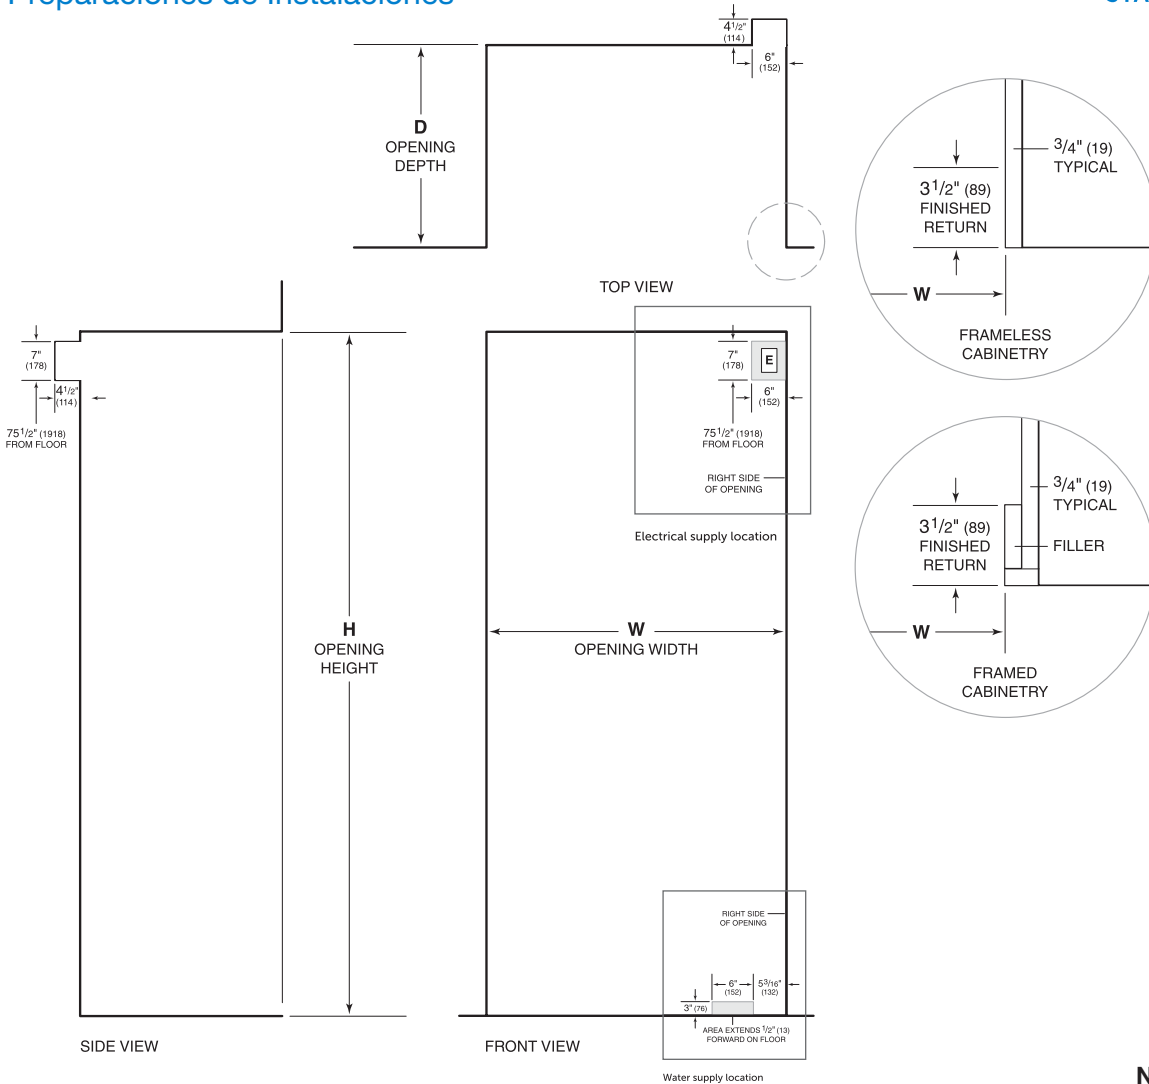 Preparaciones de Instalaciones
4 1/2"
(114)
6"
(152)
D
OPENING
DEPTH
TOP VIEW
3/4" (19)
TYPICAL
3 1/2" (89)
FINISHED
RETURN
W
FRAMELESS
CABINETRY
7"
(178)
4 1/2"
(114)
75 1/2" (1918)
FROM FLOOR
7"
(178)
E
6"
(152)
75 1/2" (1918)
FROM FLOOR
RIGHT SIDE
OF OPENING
Electrical supply location
3/4" (19)
TYPICAL
3 1/2" (89)
FINISHED
RETURN
FILLER
W
FRAMED
CABINETRY
H
OPENING
HEIGHT
W
OPENING WIDTH
RIGHT SIDE
OF OPENING
6"
(152)
5 3/16"
(132)
3" (76)
AREA EXTENDS 1/2" (13)
FORWARD ON FLOOR
SIDE VIEW
FRONT VIEW
Water supply location
N